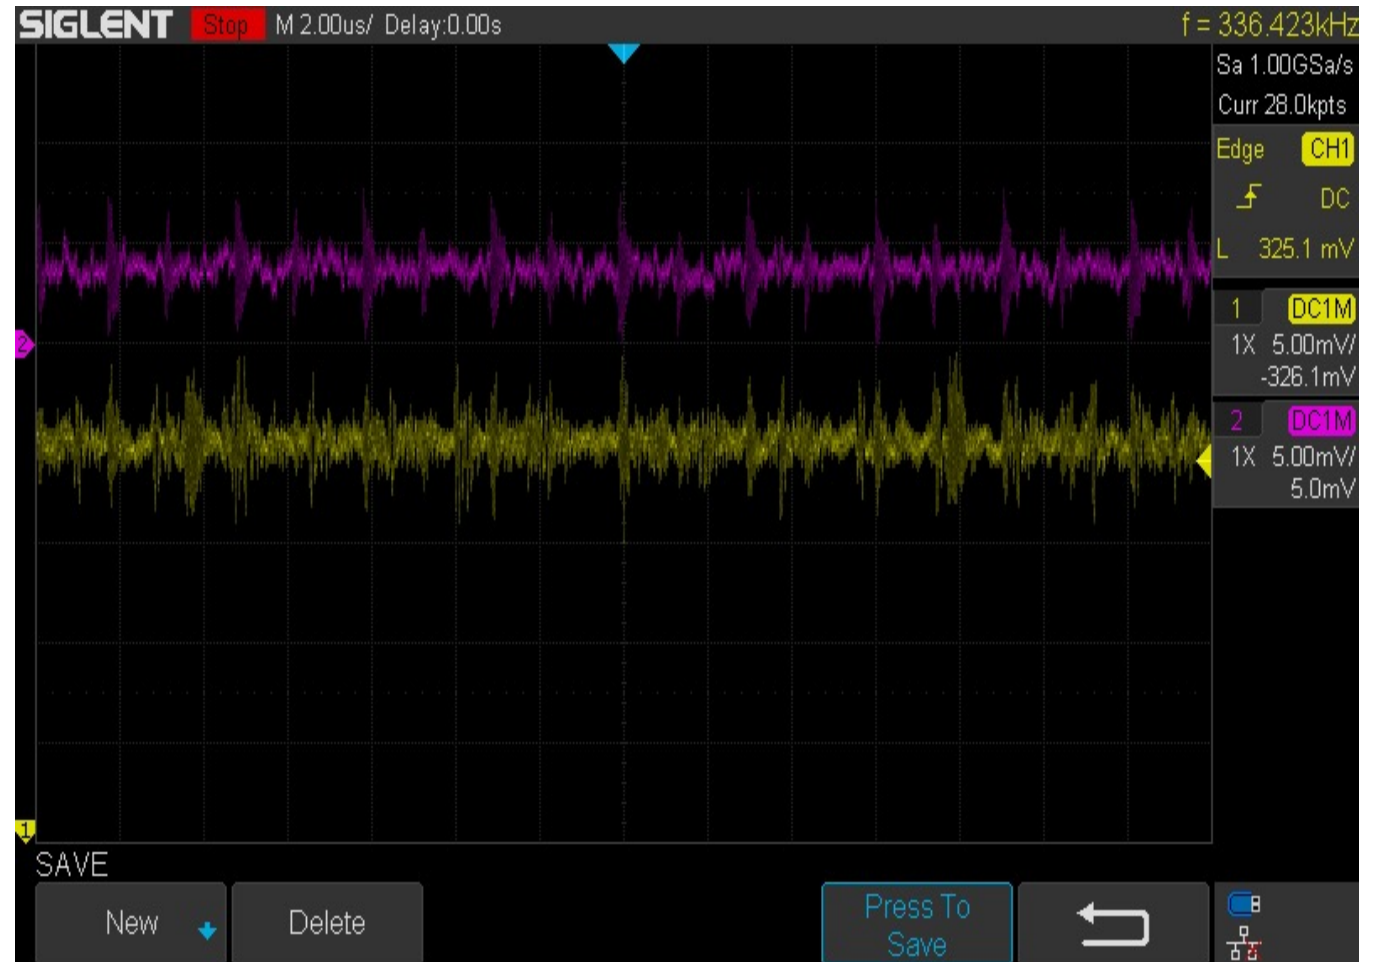 SIGLENT Stop M 2.00us/ Delay:0.00s f = 336.423kHz
Sa 1.00GSa/s
Curr 28.0kpts
Edge CH1
DC
L 325.1 mV
1 DC1M
1X 5.00mV/
-326.1mV
2 DC1M
1X 5.00mV/
5.0mV
2
1
SAVE
New Delete Press To
Save